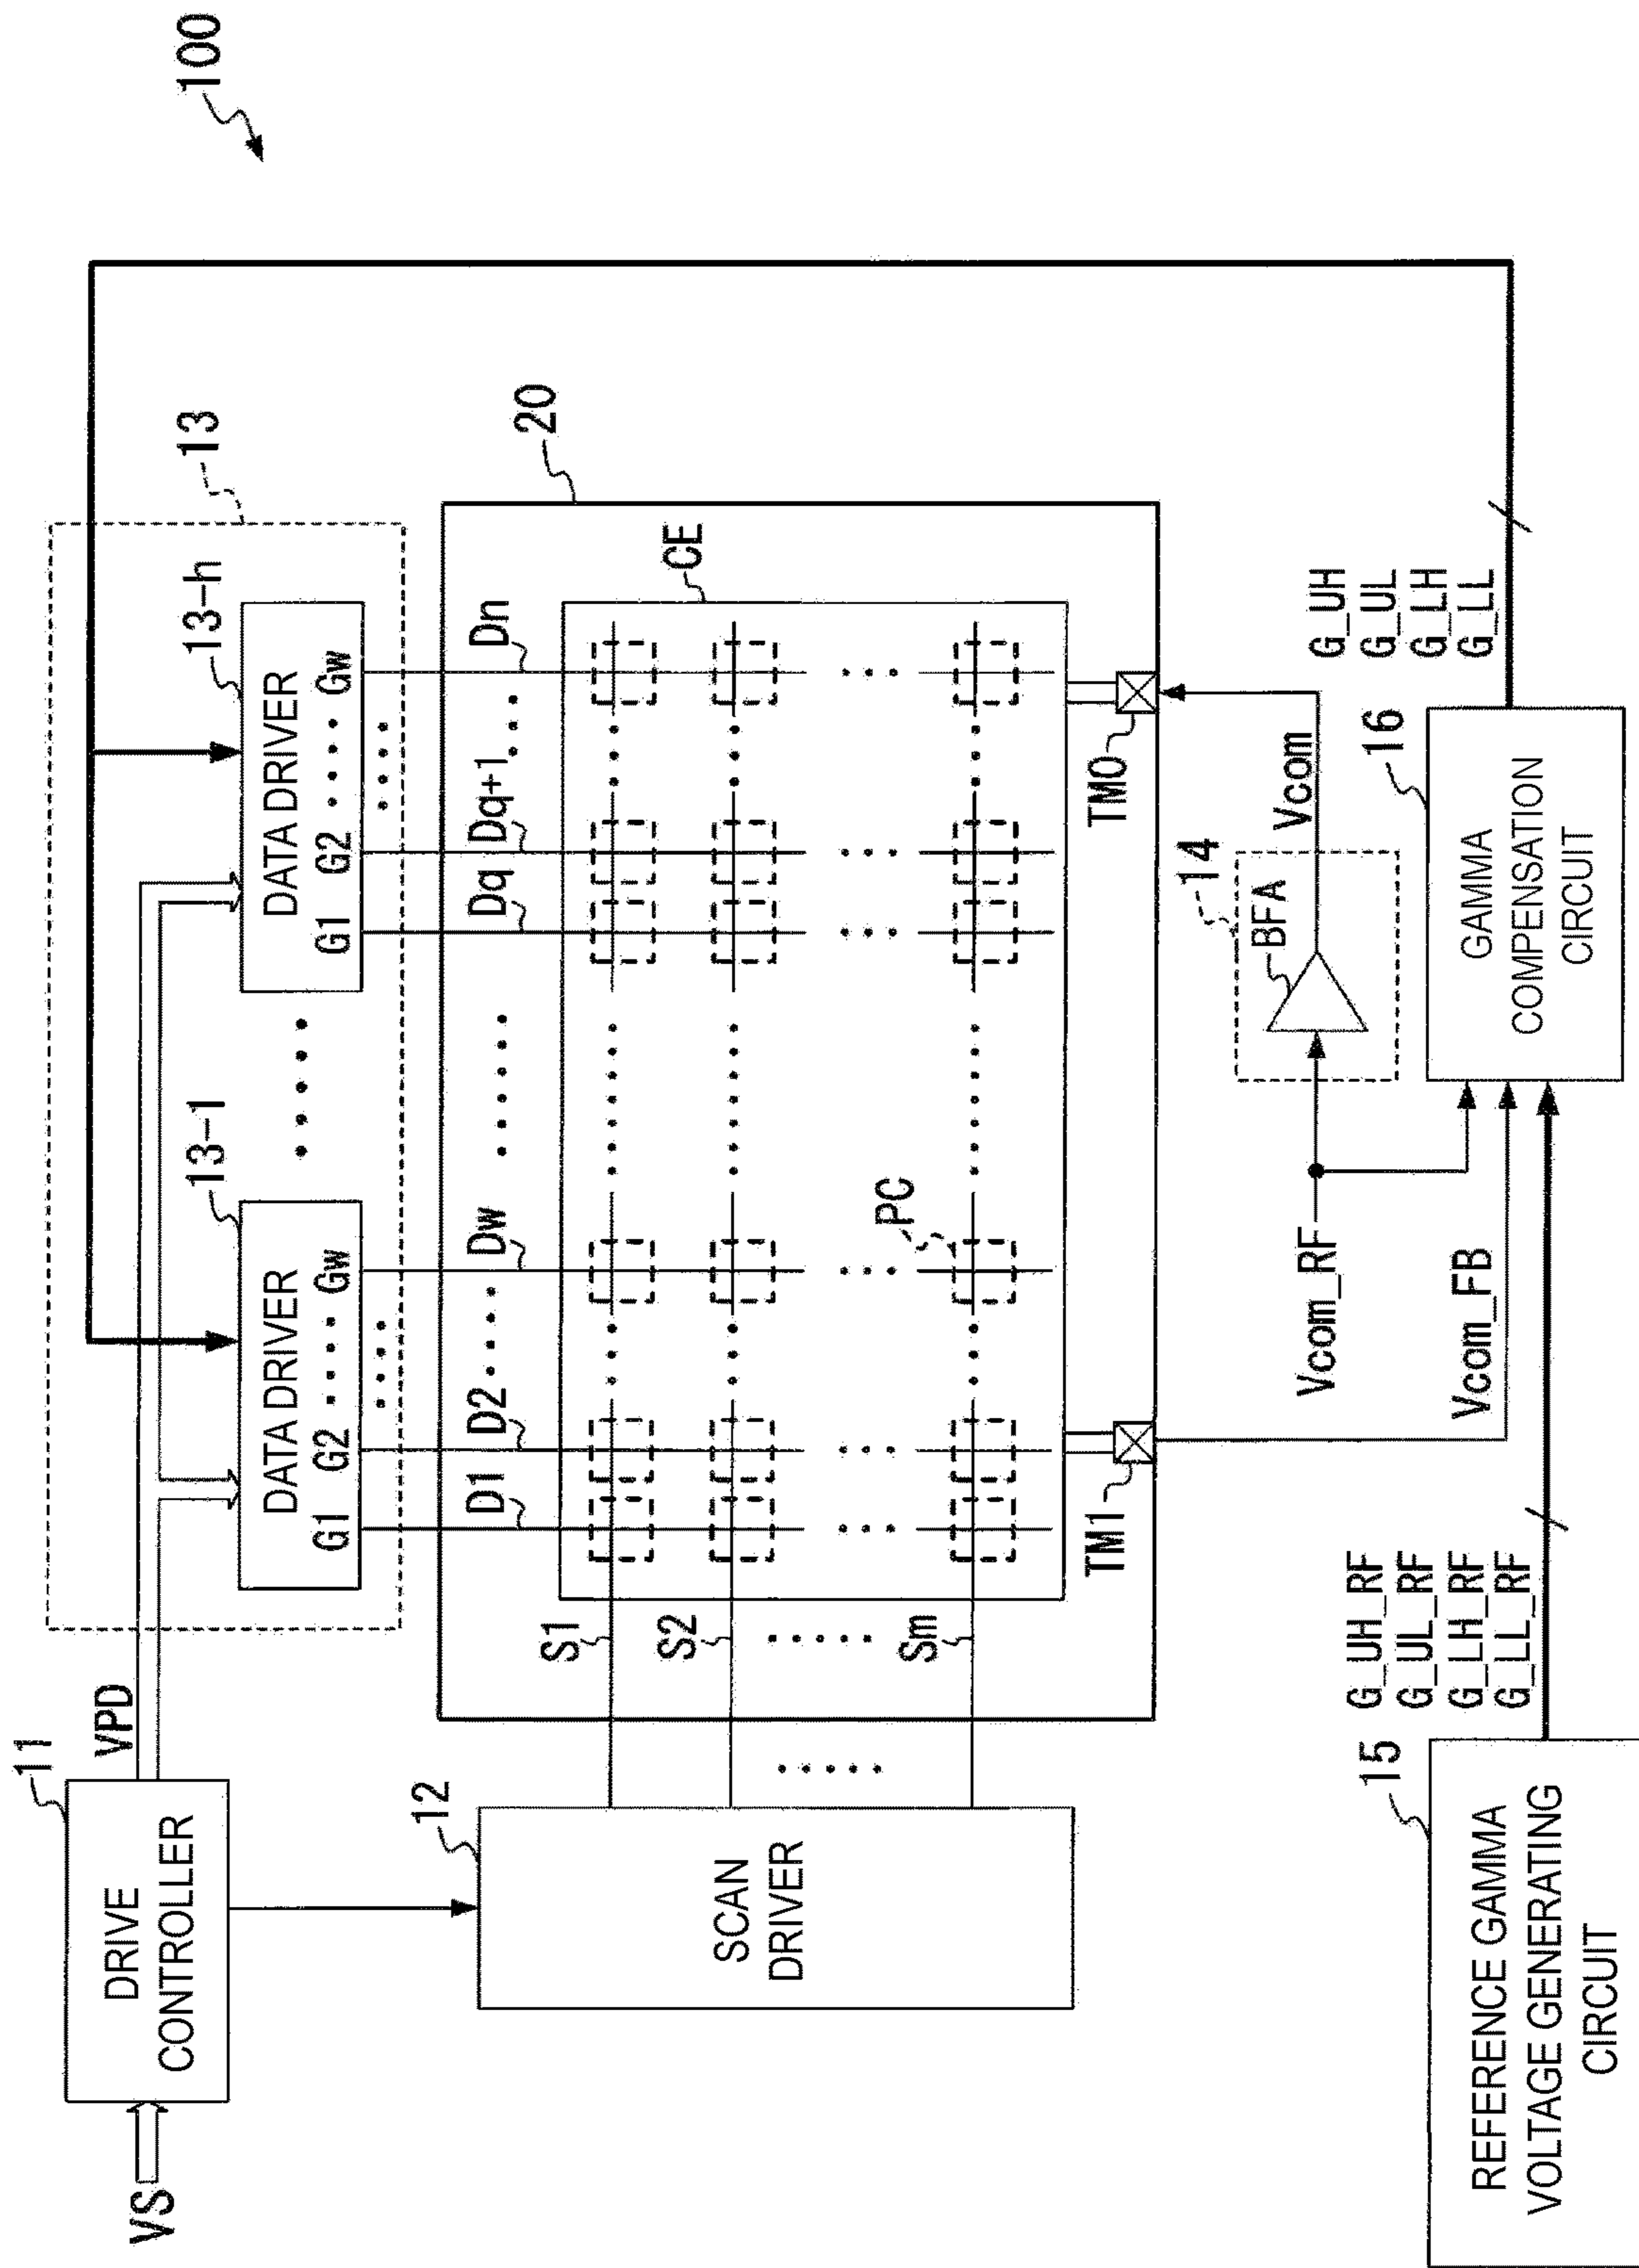 100
VS
11
DRIVE
CONTROLLER
VPD
13
13-1
DATA DRIVER
G1 G2 ···· Gw
·····
13-h
DATA DRIVER
G1 G2 ···· Gw
12
SCAN
DRIVER
20
D1 D2 ···· Dw ······ Dq Dq+1 ··· Dn
CE
S1
S2
·····
Sm
PC
TM1
TM0
14
BFA
Vcom
Vcom_RF
Vcom_FB
15
REFERENCE GAMMA
VOLTAGE GENERATING
CIRCUIT
G_UH_RF
G_UL_RF
G_LH_RF
G_LL_RF
16
GAMMA
COMPENSATION
CIRCUIT
G_UH
G_UL
G_LH
G_LL